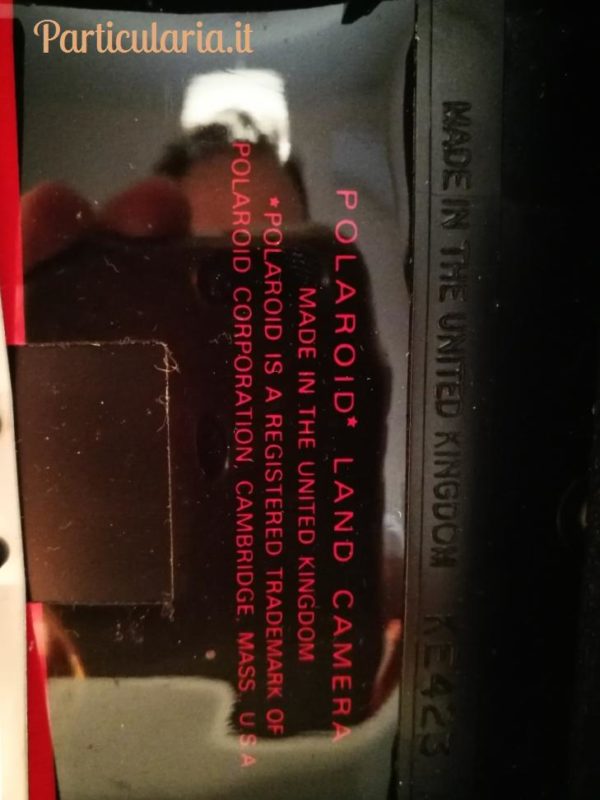 Particularia.it
MADE IN THE UNITED KINGDOM KE423
POLAROID* LAND CAMERA
MADE IN THE UNITED KINGDOM
*POLAROID IS A REGISTERED TRADEMARK OF
POLAROID CORPORATION, CAMBRIDGE, MASS. U.S.A